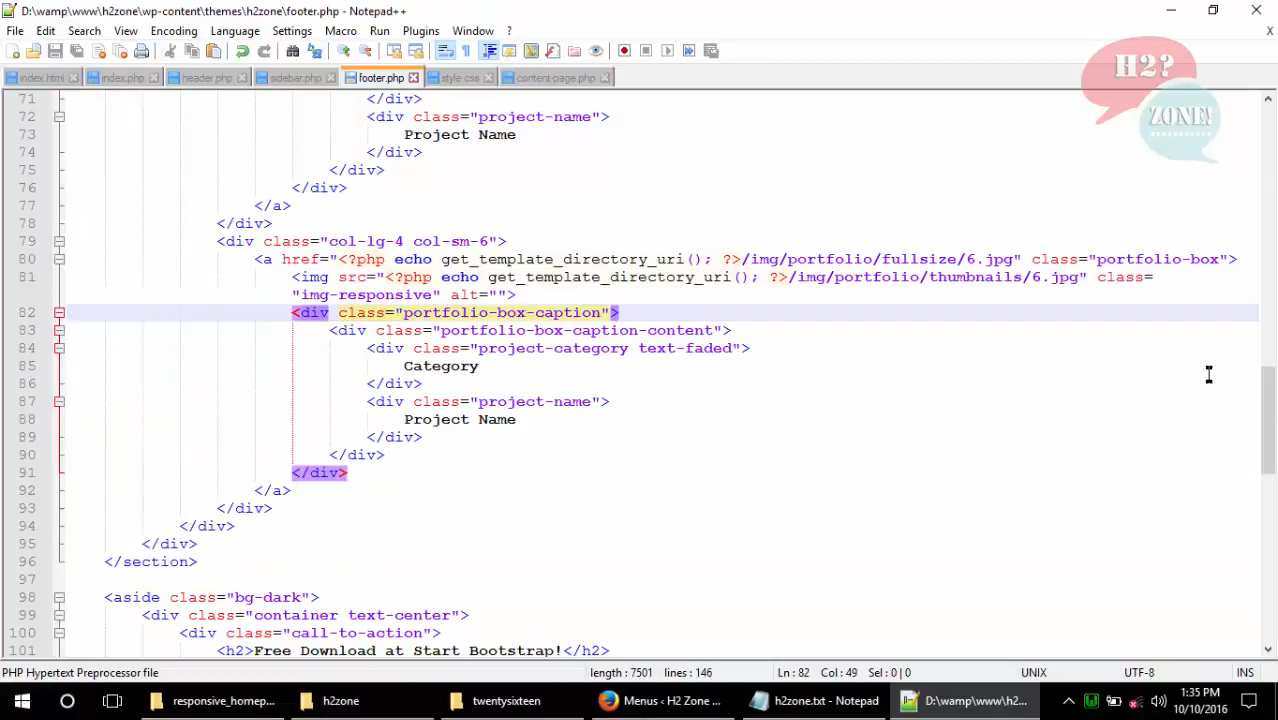 D:\wamp\www\h2zone\wp-content\themes\h2zone\footer.php - Notepad++
File Edit Search View Encoding Language Settings Macro Run Plugins Window ?
X
index.html index.php header.php sidebar.php footer.php style.css content-page.php
H2?
ZONE!
71 </div>
72 <div class="project-name">
73 Project Name
74 </div>
75 </div>
76 </div>
77 </a>
78 </div>
79 <div class="col-lg-4 col-sm-6">
80 <a href="<?php echo get_template_directory_uri(); ?>/img/portfolio/fullsize/6.jpg" class="portfolio-box">
81 <img src="<?php echo get_template_directory_uri(); ?>/img/portfolio/thumbnails/6.jpg" class=
"img-responsive" alt="">
82 <div class="portfolio-box-caption">
83 <div class="portfolio-box-caption-content">
84 <div class="project-category text-faded">
85 Category
86 </div>
87 <div class="project-name">
88 Project Name
89 </div>
90 </div>
91 </div>
92 </a>
93 </div>
94 </div>
95 </div>
96 </section>
97
98 <aside class="bg-dark">
99 <div class="container text-center">
100 <div class="call-to-action">
101 <h2>Free Download at Start Bootstrap!</h2>
PHP Hypertext Preprocessor file length : 7501 lines : 146 Ln : 82 Col : 49 Sel : 0 | 0 UNIX UTF-8 INS
responsive_homep... h2zone twentysixteen Menus ‹ H2 Zone ... h2zone.txt - Notepad D:\wamp\www\h2... 1:35 PM
10/10/2016